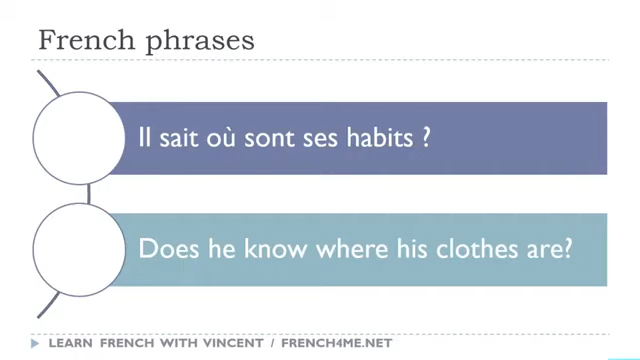 French phrases
Il sait où sont ses habits ?
Does he know where his clothes are?
LEARN FRENCH WITH VINCENT / FRENCH4ME.NET